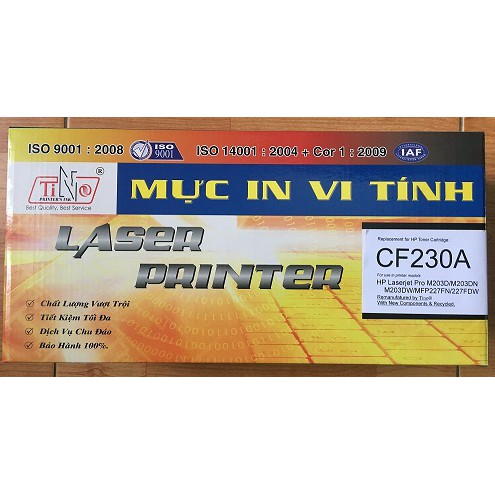 ISO 9001 : 2008
ISO 9001
ISO 14001 : 2004 + Cor 1 : 2009
IAF
TiNo ®
PRINTER'S INK
Best Quality, Best Service
MỰC IN VI TÍNH
LASER
PRINTER
Chất Lượng Vượt Trội
Tiết Kiệm Tối Đa
Dịch Vụ Chu Đáo
Bảo Hành 100%.
Replacement for HP Toner Cartridge:
CF230A
For use in printer models:
HP Laserjet Pro M203D/M203DN
M203DW/MFP227FN/227FDW
Remanufactured by Tino®
With New Components & Recycled.